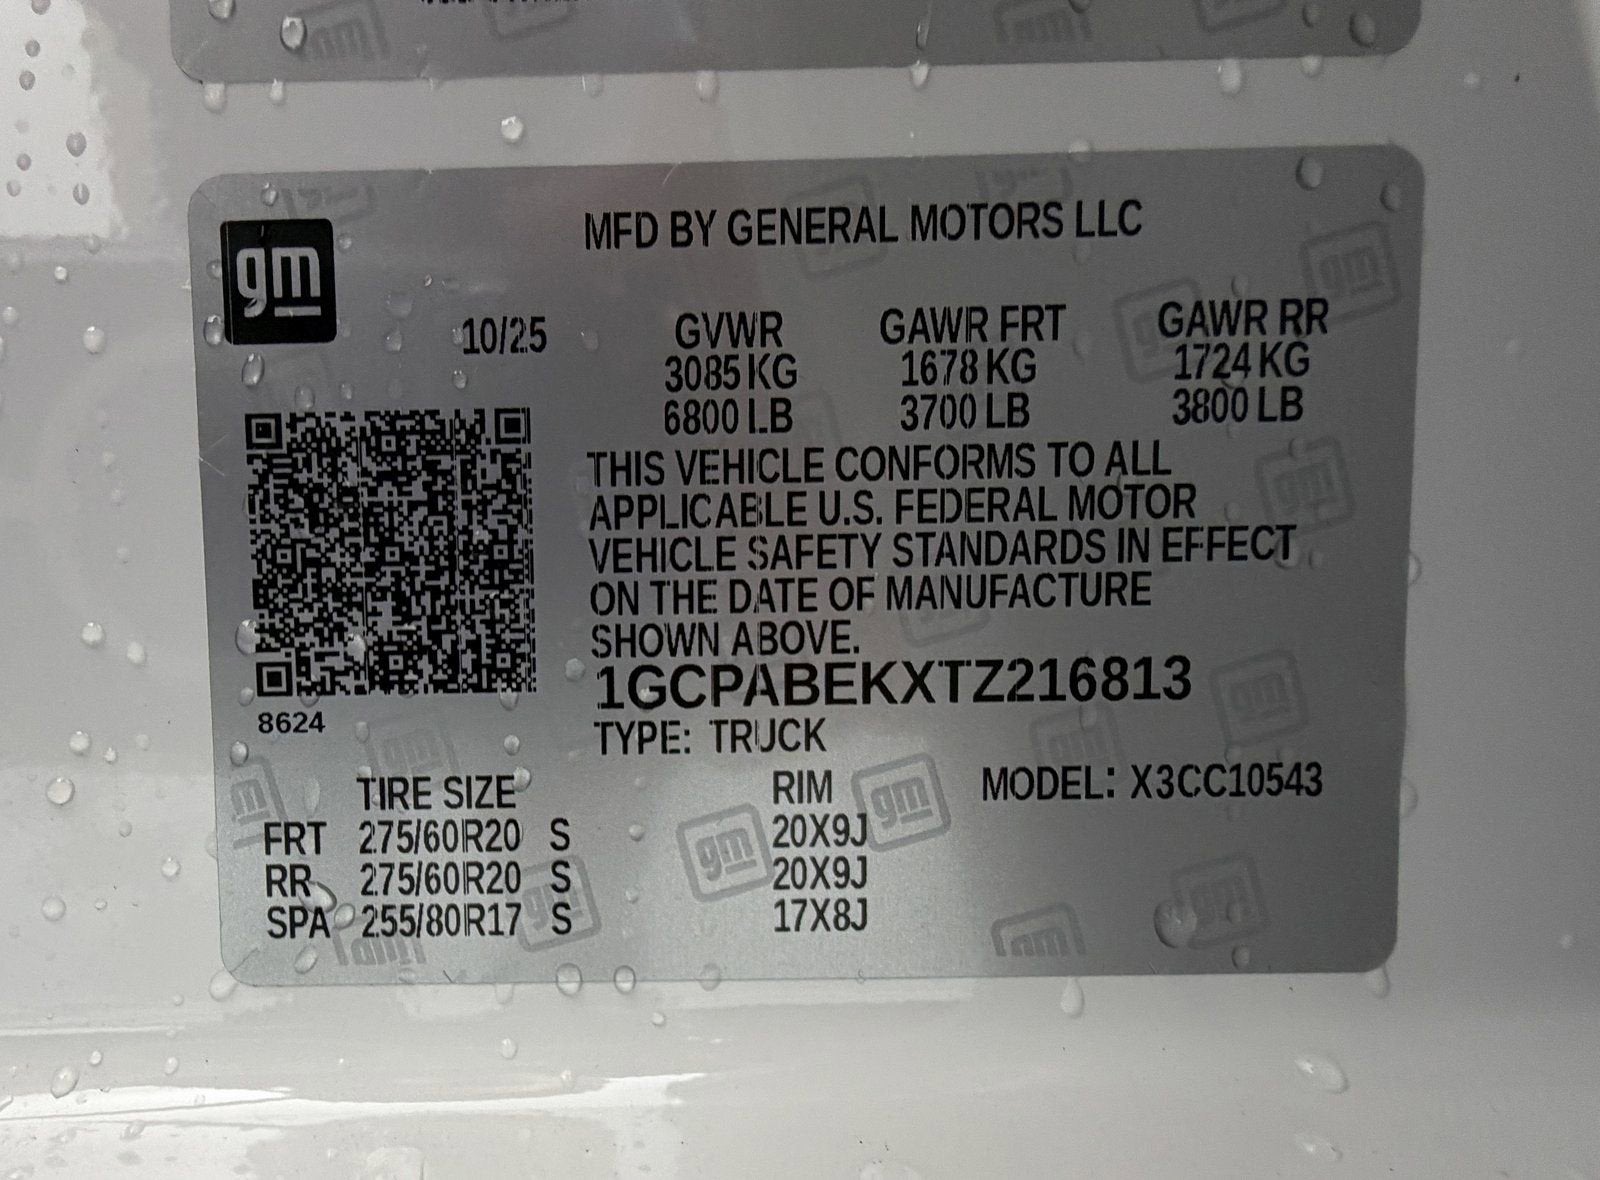 gm
MFD BY GENERAL MOTORS LLC
10/25 GVWR GAWR FRT GAWR RR
3085 KG 1678 KG 1724 KG
6800 LB 3700 LB 3800 LB
THIS VEHICLE CONFORMS TO ALL
APPLICABLE U.S. FEDERAL MOTOR
VEHICLE SAFETY STANDARDS IN EFFECT
ON THE DATE OF MANUFACTURE
SHOWN ABOVE.
1GCPABEKXTZ216813
8624
TYPE: TRUCK
TIRE SIZE RIM MODEL: X3CC10543
FRT 275/60R20 S 20X9J
RR 275/60R20 S 20X9J
SPA 255/80R17 S 17X8J